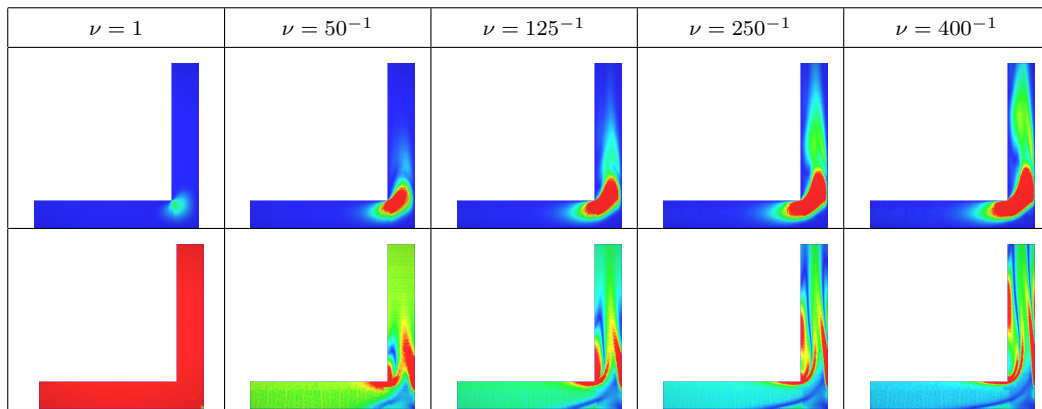 ν = 1 ν = 50⁻¹ ν = 125⁻¹ ν = 250⁻¹ ν = 400⁻¹